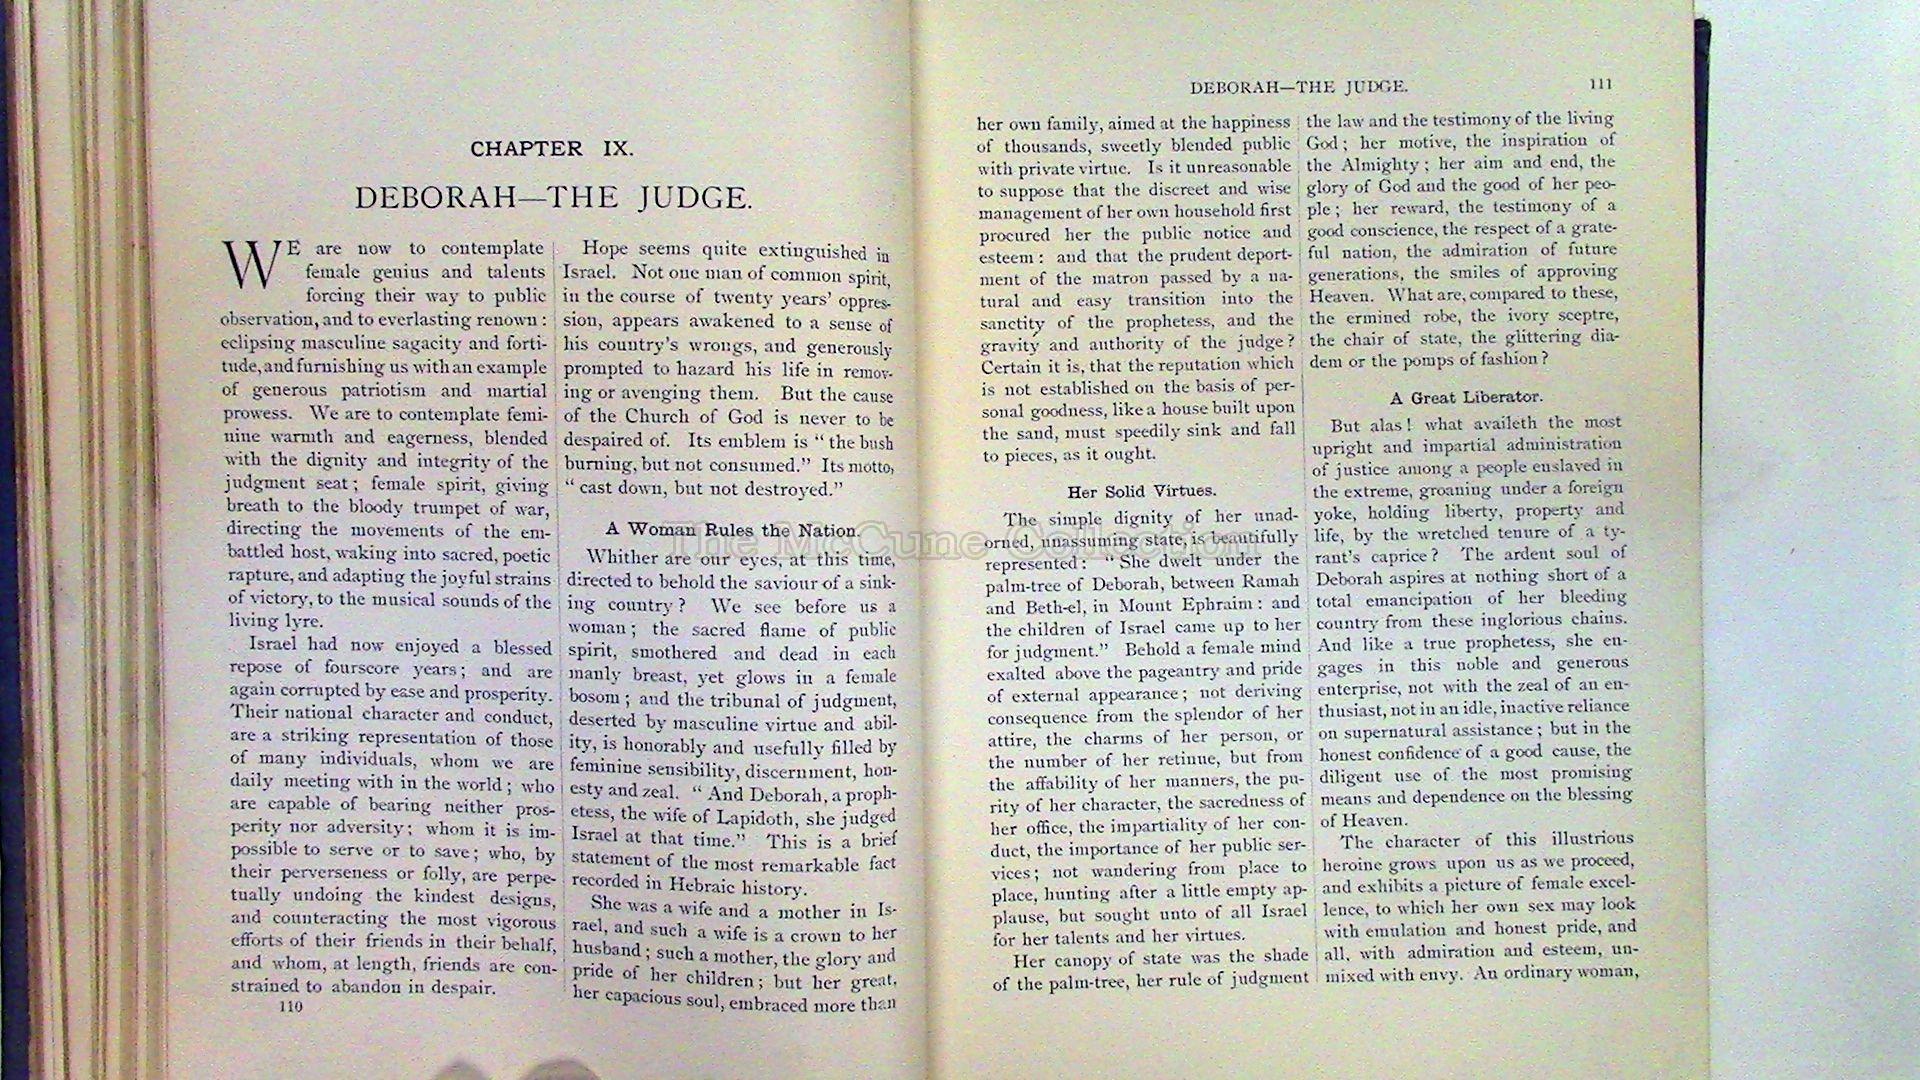 CHAPTER IX.
DEBORAH—THE JUDGE.
WE are now to contemplate
female genius and talents
forcing their way to public
observation, and to everlasting renown:
eclipsing masculine sagacity and forti-
tude, and furnishing us with an example
of generous patriotism and martial
prowess. We are to contemplate femi-
nine warmth and eagerness, blended
with the dignity and integrity of the
judgment seat; female spirit, giving
breath to the bloody trumpet of war,
directing the movements of the em-
battled host, waking into sacred, poetic
rapture, and adapting the joyful strains
of victory, to the musical sounds of the
living lyre.
Israel had now enjoyed a blessed
repose of fourscore years; and are
again corrupted by ease and prosperity.
Their national character and conduct,
are a striking representation of those
of many individuals, whom we are
daily meeting with in the world; who
are capable of bearing neither pros-
perity nor adversity; whom it is im-
possible to serve or to save; who, by
their perverseness or folly, are perpe-
tually undoing the kindest designs,
and counteracting the most vigorous
efforts of their friends in their behalf,
and whom, at length, friends are con-
strained to abandon in despair.
110
Hope seems quite extinguished in
Israel. Not one man of common spirit,
in the course of twenty years' oppres-
sion, appears awakened to a sense of
his country's wrongs, and generously
prompted to hazard his life in remov-
ing or avenging them. But the cause
of the Church of God is never to be
despaired of. Its emblem is "the bush
burning, but not consumed." Its motto,
"cast down, but not destroyed."
A Woman Rules the Nation.
Whither are our eyes, at this time,
directed to behold the saviour of a sink-
ing country? We see before us a
woman; the sacred flame of public
spirit, smothered and dead in each
manly breast, yet glows in a female
bosom; and the tribunal of judgment,
deserted by masculine virtue and abil-
ity, is honorably and usefully filled by
feminine sensibility, discernment, hon-
esty and zeal. "And Deborah, a proph-
etess, the wife of Lapidoth, she judged
Israel at that time." This is a brief
statement of the most remarkable fact
recorded in Hebraic history.
She was a wife and a mother in Is-
rael, and such a wife is a crown to her
husband; such a mother, the glory and
pride of her children; but her great,
her capacious soul, embraced more than
DEBORAH—THE JUDGE. 111
her own family, aimed at the happiness
of thousands, sweetly blended public
with private virtue. Is it unreasonable
to suppose that the discreet and wise
management of her own household first
procured her the public notice and
esteem: and that the prudent deport-
ment of the matron passed by a na-
tural and easy transition into the
sanctity of the prophetess, and the
gravity and authority of the judge?
Certain it is, that the reputation which
is not established on the basis of per-
sonal goodness, like a house built upon
the sand, must speedily sink and fall
to pieces, as it ought.
Her Solid Virtues.
The simple dignity of her unad-
orned, unassuming state, is beautifully
represented: "She dwelt under the
palm-tree of Deborah, between Ramah
and Beth-el, in Mount Ephraim: and
the children of Israel came up to her
for judgment." Behold a female mind
exalted above the pageantry and pride
of external appearance; not deriving
consequence from the splendor of her
attire, the charms of her person, or
the number of her retinue, but from
the affability of her manners, the pu-
rity of her character, the sacredness of
her office, the impartiality of her con-
duct, the importance of her public ser-
vices; not wandering from place to
place, hunting after a little empty ap-
plause, but sought unto of all Israel
for her talents and her virtues.
Her canopy of state was the shade
of the palm-tree, her rule of judgment
the law and the testimony of the living
God; her motive, the inspiration of
the Almighty; her aim and end, the
glory of God and the good of her peo-
ple; her reward, the testimony of a
good conscience, the respect of a grate-
ful nation, the admiration of future
generations, the smiles of approving
Heaven. What are, compared to these,
the ermined robe, the ivory sceptre,
the chair of state, the glittering dia-
dem or the pomps of fashion?
A Great Liberator.
But alas! what availeth the most
upright and impartial administration
of justice among a people enslaved in
the extreme, groaning under a foreign
yoke, holding liberty, property and
life, by the wretched tenure of a ty-
rant's caprice? The ardent soul of
Deborah aspires at nothing short of a
total emancipation of her bleeding
country from these inglorious chains.
And like a true prophetess, she en-
gages in this noble and generous
enterprise, not with the zeal of an en-
thusiast, not in an idle, inactive reliance
on supernatural assistance; but in the
honest confidence of a good cause, the
diligent use of the most promising
means and dependence on the blessing
of Heaven.
The character of this illustrious
heroine grows upon us as we proceed,
and exhibits a picture of female excel-
lence, to which her own sex may look
with emulation and honest pride, and
all, with admiration and esteem, un-
mixed with envy. An ordinary woman,
The McCune Collection